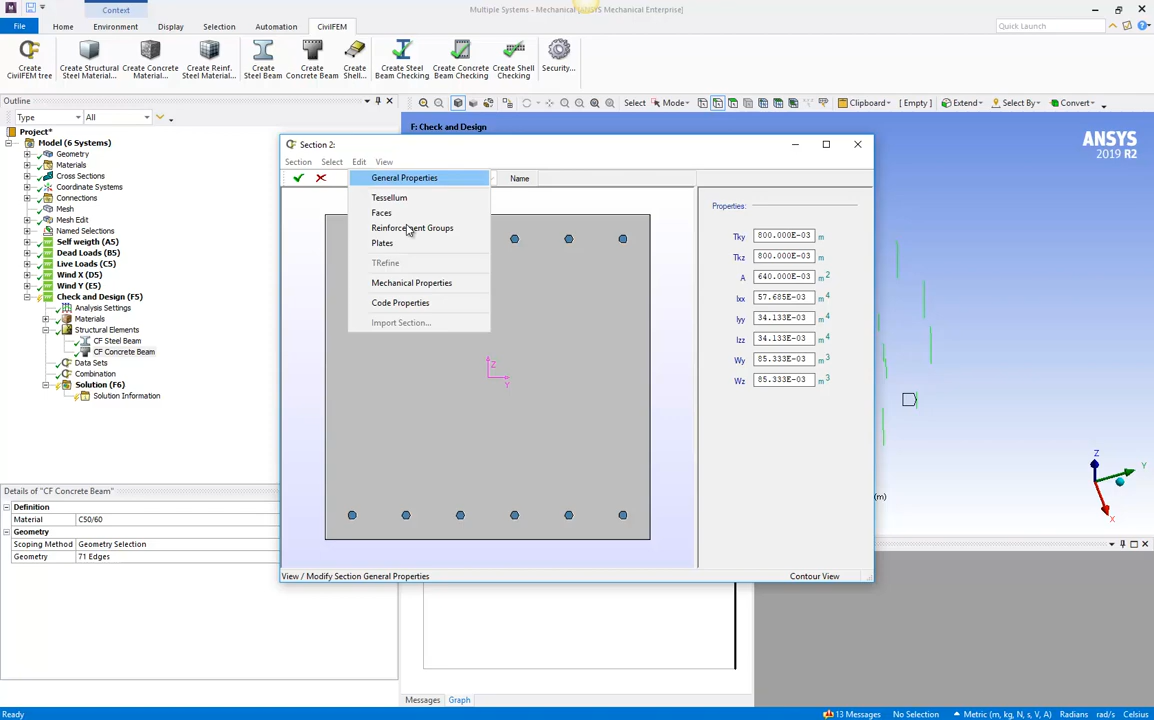 Context
Multiple Systems - Mechanical [ANSYS Mechanical Enterprise]
File
Home
Environment
Display
Selection
Automation
CivilFEM
Quick Launch
Create
CivilFEM tree
Create Structural
Steel Material...
Create Concrete
Material...
Create Reinf.
Steel Material...
Create
Steel Beam
Create
Concrete Beam
Create
Shell...
Create Steel
Beam Checking
Create Concrete
Beam Checking
Create Shell
Checking
Security...
Outline
Select
Mode
Clipboard
[ Empty ]
Extend
Select By
Convert
Type
All
Project*
Model (6 Systems)
Geometry
Materials
Cross Sections
Coordinate Systems
Connections
Mesh
Mesh Edit
Named Selections
Self weigth (A5)
Dead Loads (B5)
Live Loads (C5)
Wind X (D5)
Wind Y (E5)
Check and Design (F5)
Analysis Settings
Materials
Structural Elements
CF Steel Beam
CF Concrete Beam
Data Sets
Combination
Solution (F6)
Solution Information
F: Check and Design
ANSYS
2019 R2
Section 2:
Section
Select
Edit
View
Name
General Properties
Tessellum
Faces
Reinforcement Groups
Plates
TRefine
Mechanical Properties
Code Properties
Import Section...
Z
Y
Properties:
Tky 800.000E-03 m
Tkz 800.000E-03 m
A 640.000E-03 m2
Ixx 57.685E-03 m4
Iyy 34.133E-03 m4
Izz 34.133E-03 m4
Wy 85.333E-03 m3
Wz 85.333E-03 m3
View / Modify Section General Properties
Contour View
Z
Y
X
(m)
Details of "CF Concrete Beam"
Definition
Material C50/60
Geometry
Scoping Method Geometry Selection
Geometry 71 Edges
Messages
Graph
Ready
13 Messages
No Selection
Metric (m, kg, N, s, V, A)
Radians
rad/s
Celsius